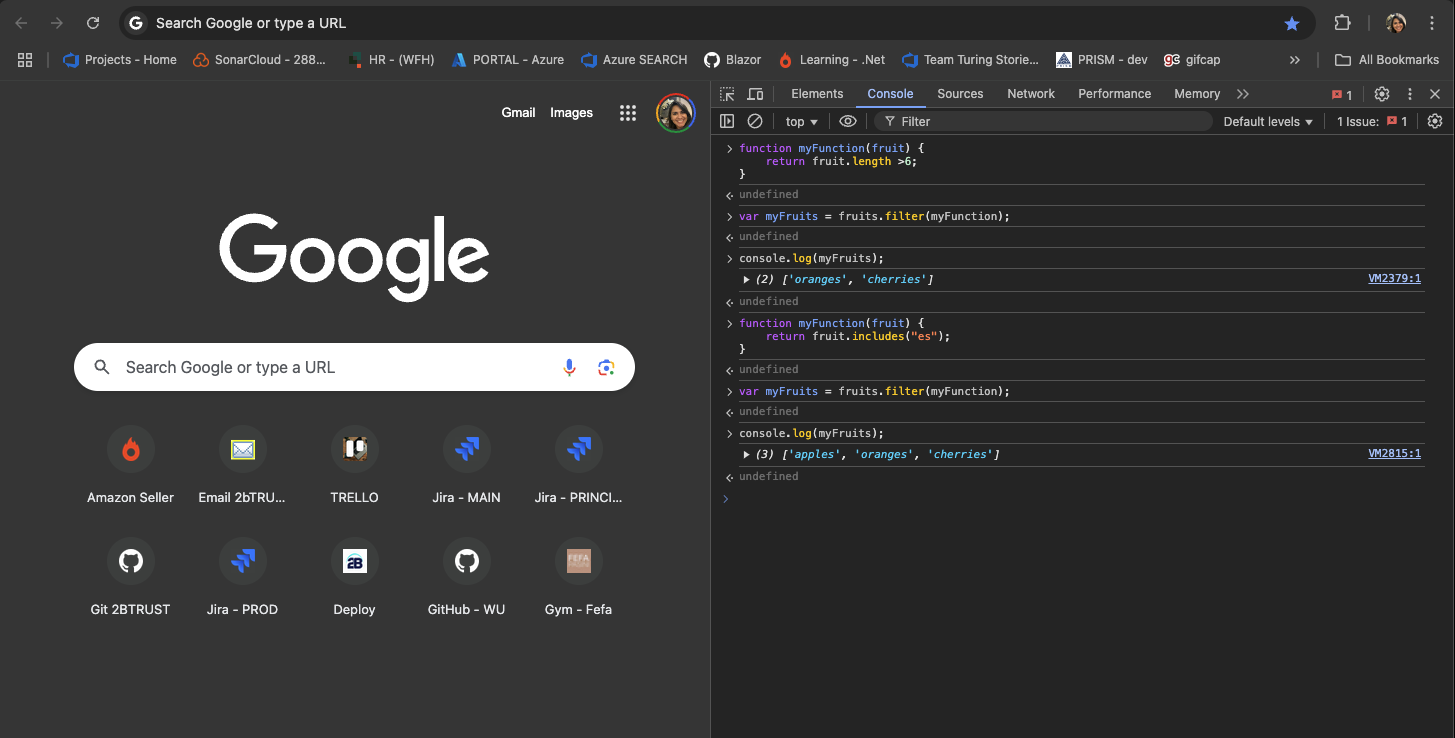 Search Google or type a URL
Projects - Home
SonarCloud - 288...
HR - (WFH)
PORTAL - Azure
Azure SEARCH
Blazor
Learning - .Net
Team Turing Storie...
PRISM - dev
gifcap
All Bookmarks
Gmail
Images
Google
Search Google or type a URL
Amazon Seller
Email 2bTRU...
TRELLO
Jira - MAIN
Jira - PRINCI...
Git 2BTRUST
Jira - PROD
2B
Deploy
GitHub - WU
FEFA
Gym - Fefa
Elements
Console
Sources
Network
Performance
Memory
1
top
Filter
Default levels
1 Issue:
1
function myFunction(fruit) {
return fruit.length >6;
}
undefined
var myFruits = fruits.filter(myFunction);
undefined
console.log(myFruits);
(2) ['oranges', 'cherries']
VM2379:1
undefined
function myFunction(fruit) {
return fruit.includes("es");
}
undefined
var myFruits = fruits.filter(myFunction);
undefined
console.log(myFruits);
(3) ['apples', 'oranges', 'cherries']
VM2815:1
undefined